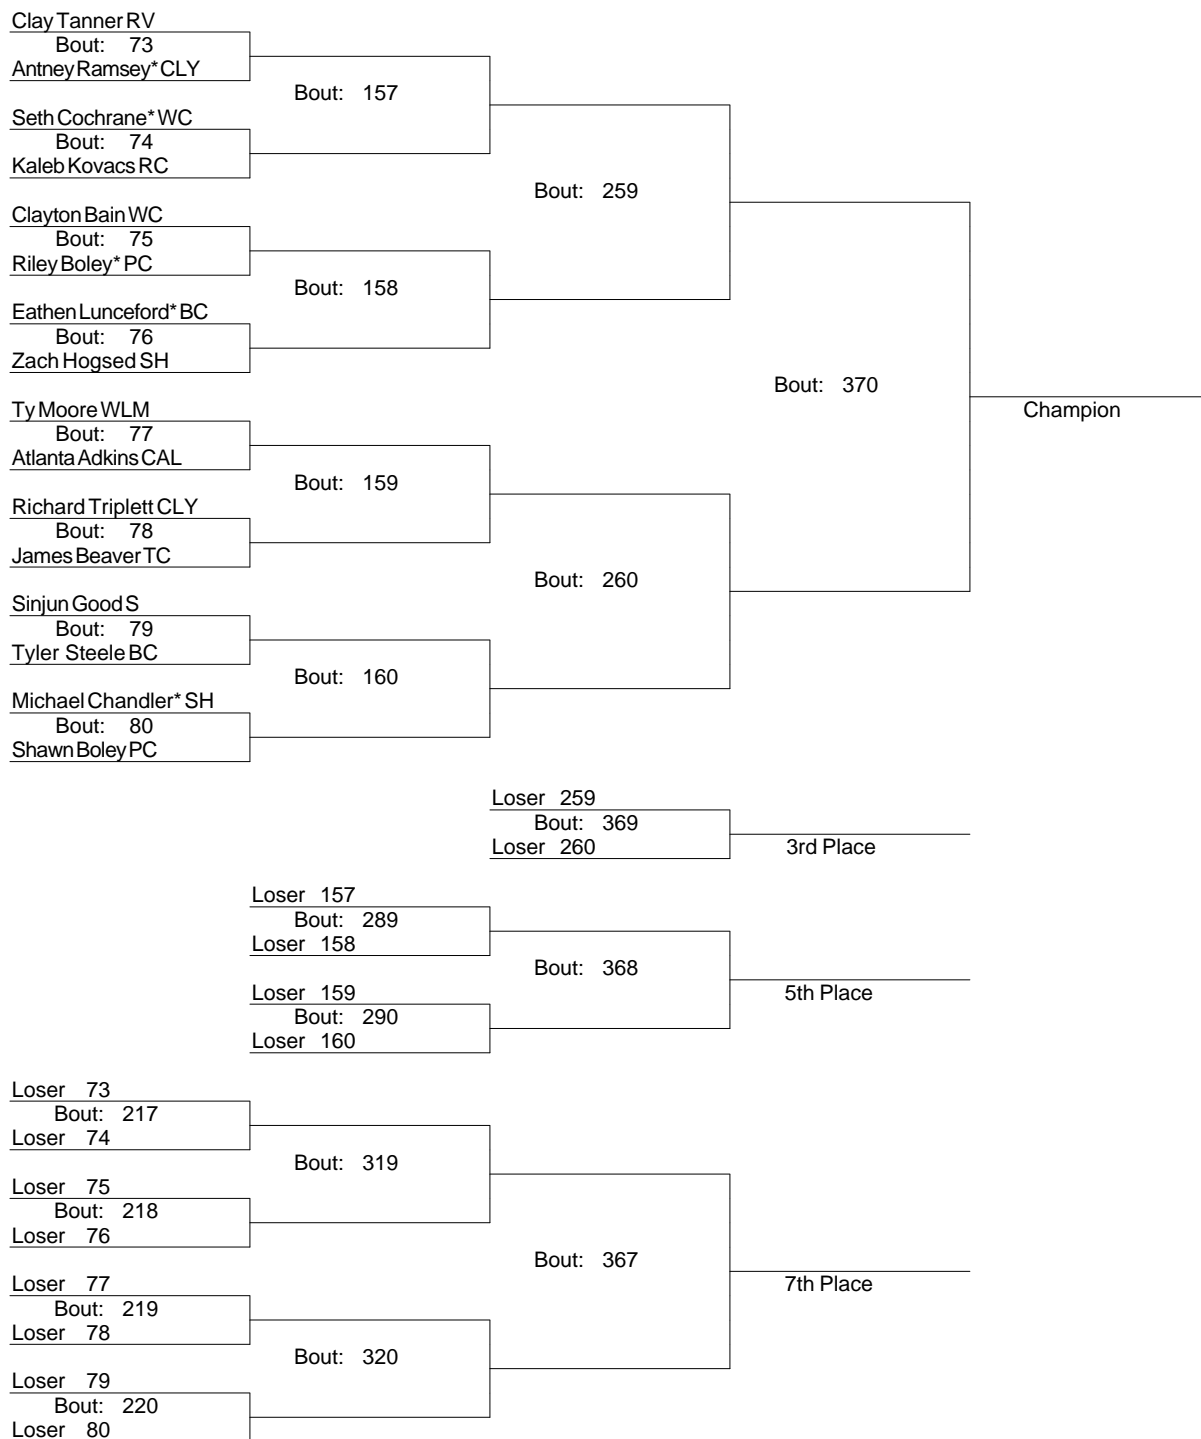 Clay Tanner RV
Bout: 73
Antney Ramsey* CLY
Bout: 157
Seth Cochrane* WC
Bout: 74
Kaleb Kovacs RC
Bout: 259
Clayton Bain WC
Bout: 75
Riley Boley* PC
Bout: 158
Eathen Lunceford* BC
Bout: 76
Zach Hogsed SH
Bout: 370
Champion
Ty Moore WLM
Bout: 77
Atlanta Adkins CAL
Bout: 159
Richard Triplett CLY
Bout: 78
James Beaver TC
Bout: 260
Sinjun Good S
Bout: 79
Tyler Steele BC
Bout: 160
Michael Chandler* SH
Bout: 80
Shawn Boley PC
Loser 259
Bout: 369
Loser 260
3rd Place
Loser 157
Bout: 289
Loser 158
Bout: 368
5th Place
Loser 159
Bout: 290
Loser 160
Loser 73
Bout: 217
Loser 74
Bout: 319
Loser 75
Bout: 218
Loser 76
Bout: 367
7th Place
Loser 77
Bout: 219
Loser 78
Bout: 320
Loser 79
Bout: 220
Loser 80